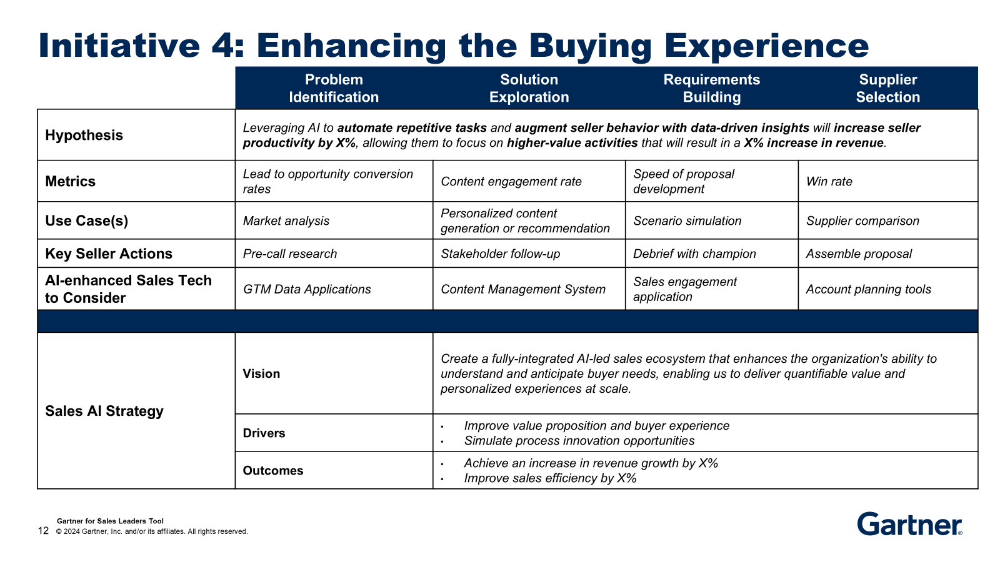 Initiative 4: Enhancing the Buying Experience
Problem
Identification
Solution
Exploration
Requirements
Building
Supplier
Selection
Hypothesis
Leveraging AI to automate repetitive tasks and augment seller behavior with data-driven insights will increase seller
productivity by X%, allowing them to focus on higher-value activities that will result in a X% increase in revenue.
Metrics
Lead to opportunity conversion
rates
Content engagement rate
Speed of proposal
development
Win rate
Use Case(s)
Market analysis
Personalized content
generation or recommendation
Scenario simulation
Supplier comparison
Key Seller Actions
Pre-call research
Stakeholder follow-up
Debrief with champion
Assemble proposal
AI-enhanced Sales Tech
to Consider
GTM Data Applications
Content Management System
Sales engagement
application
Account planning tools
Sales AI Strategy
Vision
Create a fully-integrated AI-led sales ecosystem that enhances the organization's ability to
understand and anticipate buyer needs, enabling us to deliver quantifiable value and
personalized experiences at scale.
Drivers
• Improve value proposition and buyer experience
• Simulate process innovation opportunities
Outcomes
• Achieve an increase in revenue growth by X%
• Improve sales efficiency by X%
Gartner for Sales Leaders Tool
12 © 2024 Gartner, Inc. and/or its affiliates. All rights reserved.
Gartner®